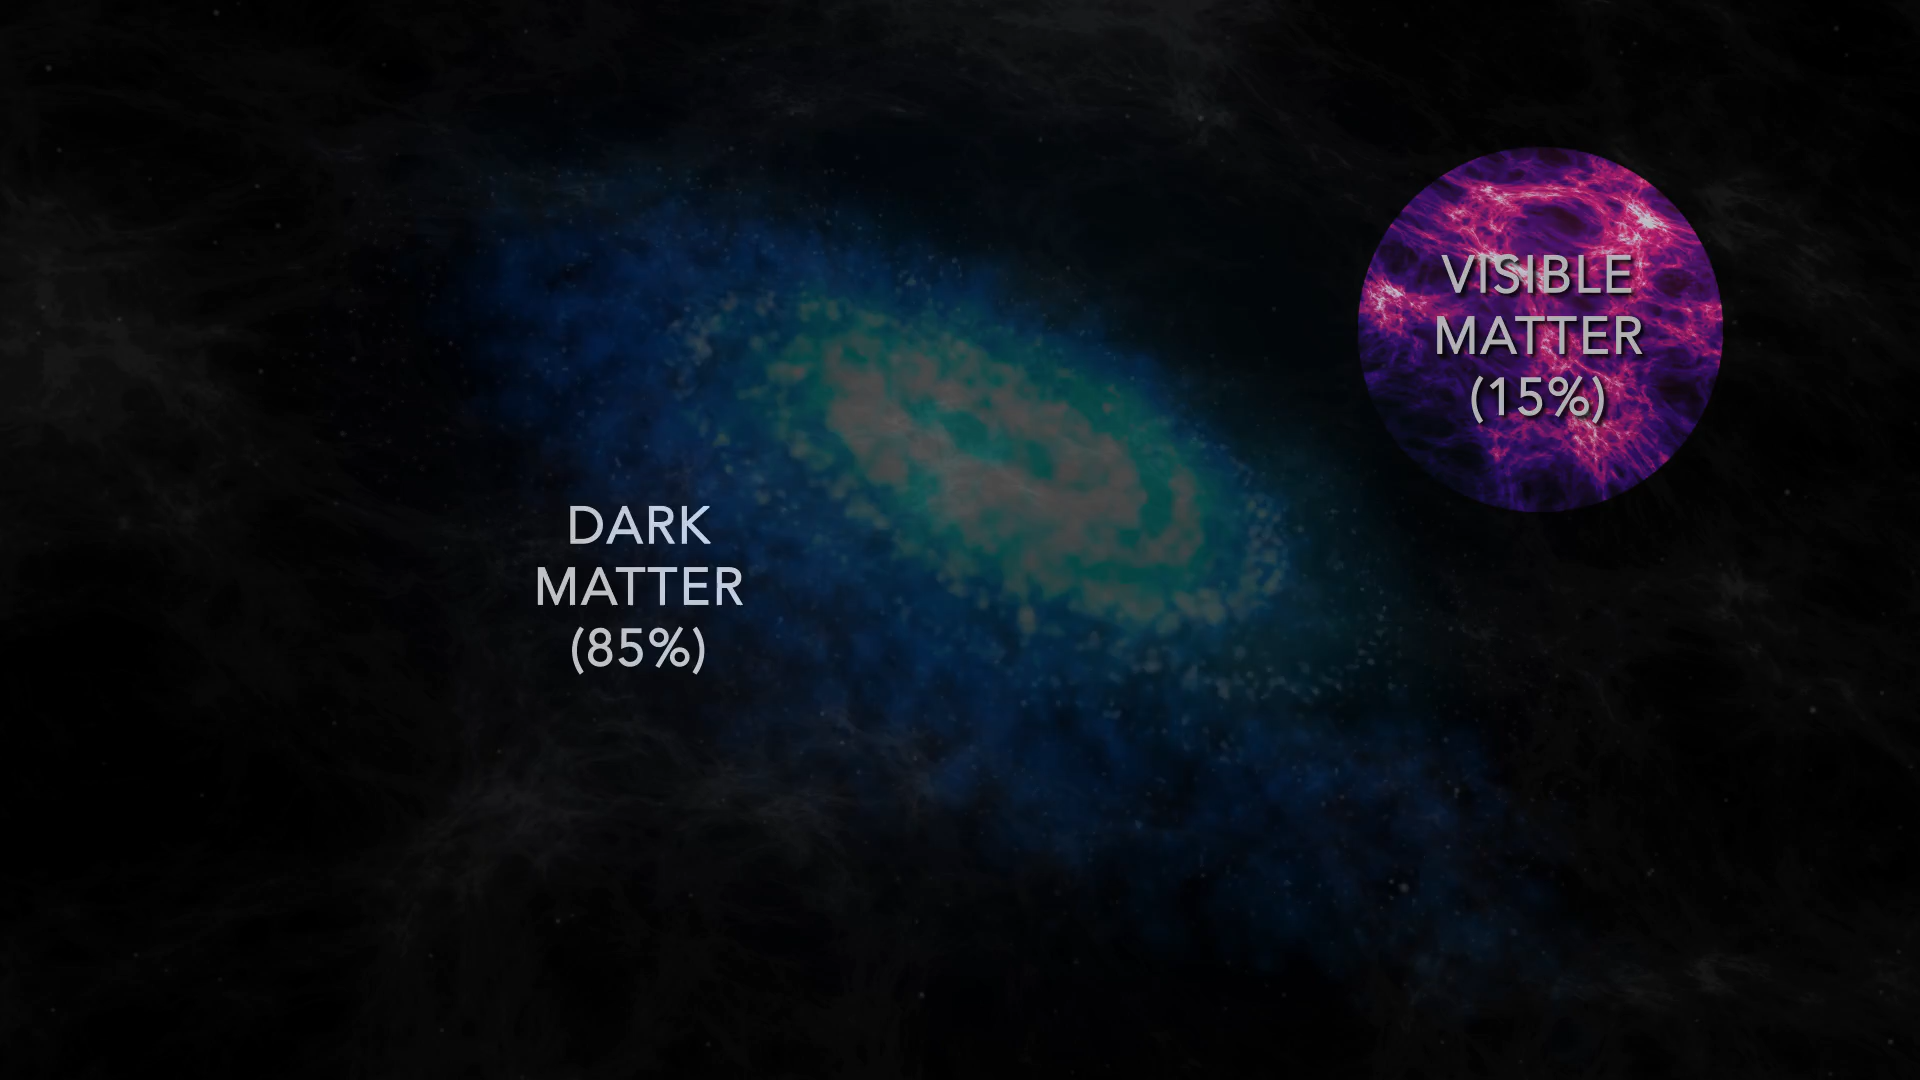 DARK
MATTER
(85%)
VISIBLE
MATTER
(15%)